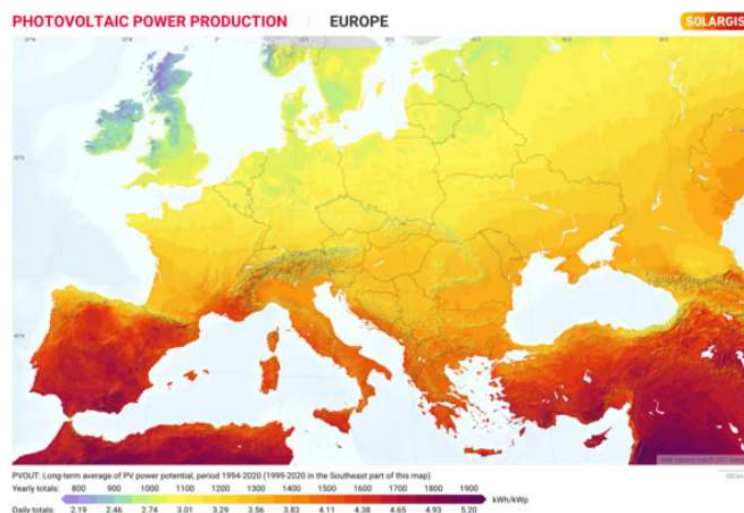 PHOTOVOLTAIC POWER PRODUCTION EUROPE
SOLARGIS
PVOUT: Long-term average of PV power potential, period 1994-2020 (1999-2020 in the Southeast part of this map)
Yearly totals: 800 900 1000 1100 1200 1300 1400 1500 1600 1700 1800 1900
kWh/kWp
Daily totals: 2.19 2.46 2.74 3.01 3.29 3.56 3.83 4.11 4.38 4.65 4.93 5.20